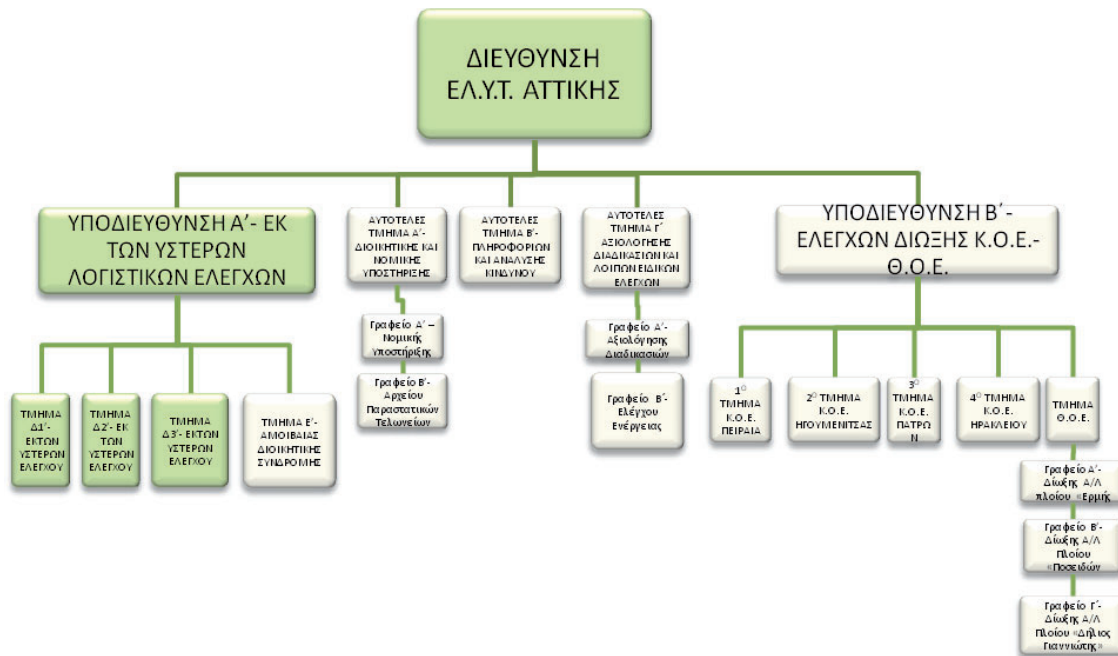 ΔΙΕΥΘΥΝΣΗ
ΕΛ.Υ.Τ. ΑΤΤΙΚΗΣ
ΥΠΟΔΙΕΥΘΥΝΣΗ Α’- ΕΚ
ΤΩΝ ΥΣΤΕΡΩΝ
ΛΟΓΙΣΤΙΚΩΝ ΕΛΕΓΧΩΝ
ΤΜΗΜΑ
Δ1’- ΕΚΤΩΝ
ΥΣΤΕΡΩΝ
ΕΛΕΓΧΟΥ
ΤΜΗΜΑ
Δ2’- ΕΚ
ΤΩΝ
ΥΣΤΕΡΩΝ
ΕΛΕΓΧΟΥ
ΤΜΗΜΑ
Δ3’- ΕΚΤΩΝ
ΥΣΤΕΡΩΝ
ΕΛΕΓΧΟΥ
ΤΜΗΜΑ Ε’-
ΑΜΟΙΒΑΙΑΣ
ΔΙΟΙΚΗΤΙΚΗΣ
ΣΥΝΔΡΟΜΗΣ
ΑΥΤΟΤΕΛΕΣ
ΤΜΗΜΑ Α’-
ΔΙΟΙΚΗΤΙΚΗΣ ΚΑΙ
ΝΟΜΙΚΗΣ
ΥΠΟΣΤΗΡΙΞΗΣ
Γραφείο Α’ –
Νομικής
Υποστήριξης
Γραφείο Β’-
Αρχείου
Παραστατικών
Τελωνείων
ΑΥΤΟΤΕΛΕΣ
ΤΜΗΜΑ Β’-
ΠΛΗΡΟΦΟΡΙΩΝ
ΚΑΙ ΑΝΑΛΥΣΗΣ
ΚΙΝΔΥΝΟΥ
ΑΥΤΟΤΕΛΕΣ
ΤΜΗΜΑ Γ΄
ΑΞΙΟΛΟΓΗΣΗΣ
ΔΙΑΔΙΚΑΣΙΩΝ ΚΑΙ
ΛΟΙΠΩΝ ΕΙΔΙΚΩΝ
ΕΛΕΓΧΩΝ
Γραφείο Α΄-
Αξιολόγησης
Διαδικασιών
Γραφείο Β΄-
Ελέγχου
Ενέργειας
ΥΠΟΔΙΕΥΘΥΝΣΗ Β΄-
ΕΛΕΓΧΩΝ ΔΙΩΞΗΣ Κ.Ο.Ε.-
Θ.Ο.Ε.
1Ο
ΤΜΗΜΑ
Κ.Ο.Ε.
ΠΕΙΡΑΙΑ
2Ο ΤΜΗΜΑ
Κ.Ο.Ε.
ΗΓΟΥΜΕΝΙΤΣΑΣ
3Ο
ΤΜΗΜΑ
Κ.Ο.Ε.
ΠΑΤΡΩ
Ν
4Ο ΤΜΗΜΑ
Κ.Ο.Ε.
ΗΡΑΚΛΕΙΟΥ
ΤΜΗΜΑ
Θ.Ο.Ε.
Γραφείο Α΄-
Δίωξης Α/Λ
πλοίου «Ερμής
Γραφείο Β΄-
Δίωξης Α/Λ
Πλοίου
«Ποσειδών
Γραφείο Γ΄-
Δίωξης Α/Λ
Πλοίου «Δήλιος
Γιαννιώτης»